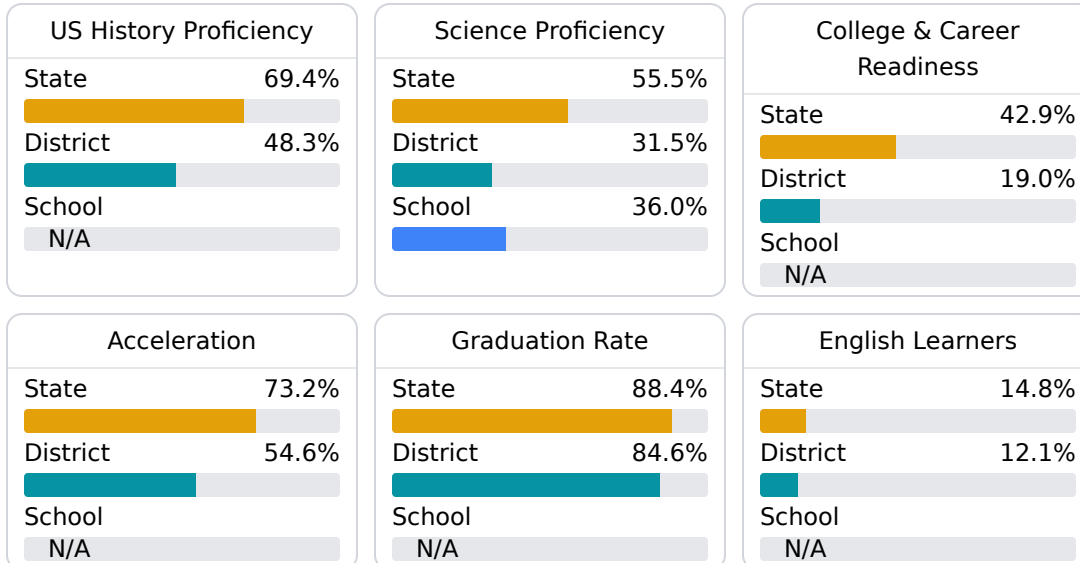 US History Proficiency
State 69.4%
District 48.3%
School
N/A
Science Proficiency
State 55.5%
District 31.5%
School 36.0%
College & Career
Readiness
State 42.9%
District 19.0%
School
N/A
Acceleration
State 73.2%
District 54.6%
School
N/A
Graduation Rate
State 88.4%
District 84.6%
School
N/A
English Learners
State 14.8%
District 12.1%
School
N/A